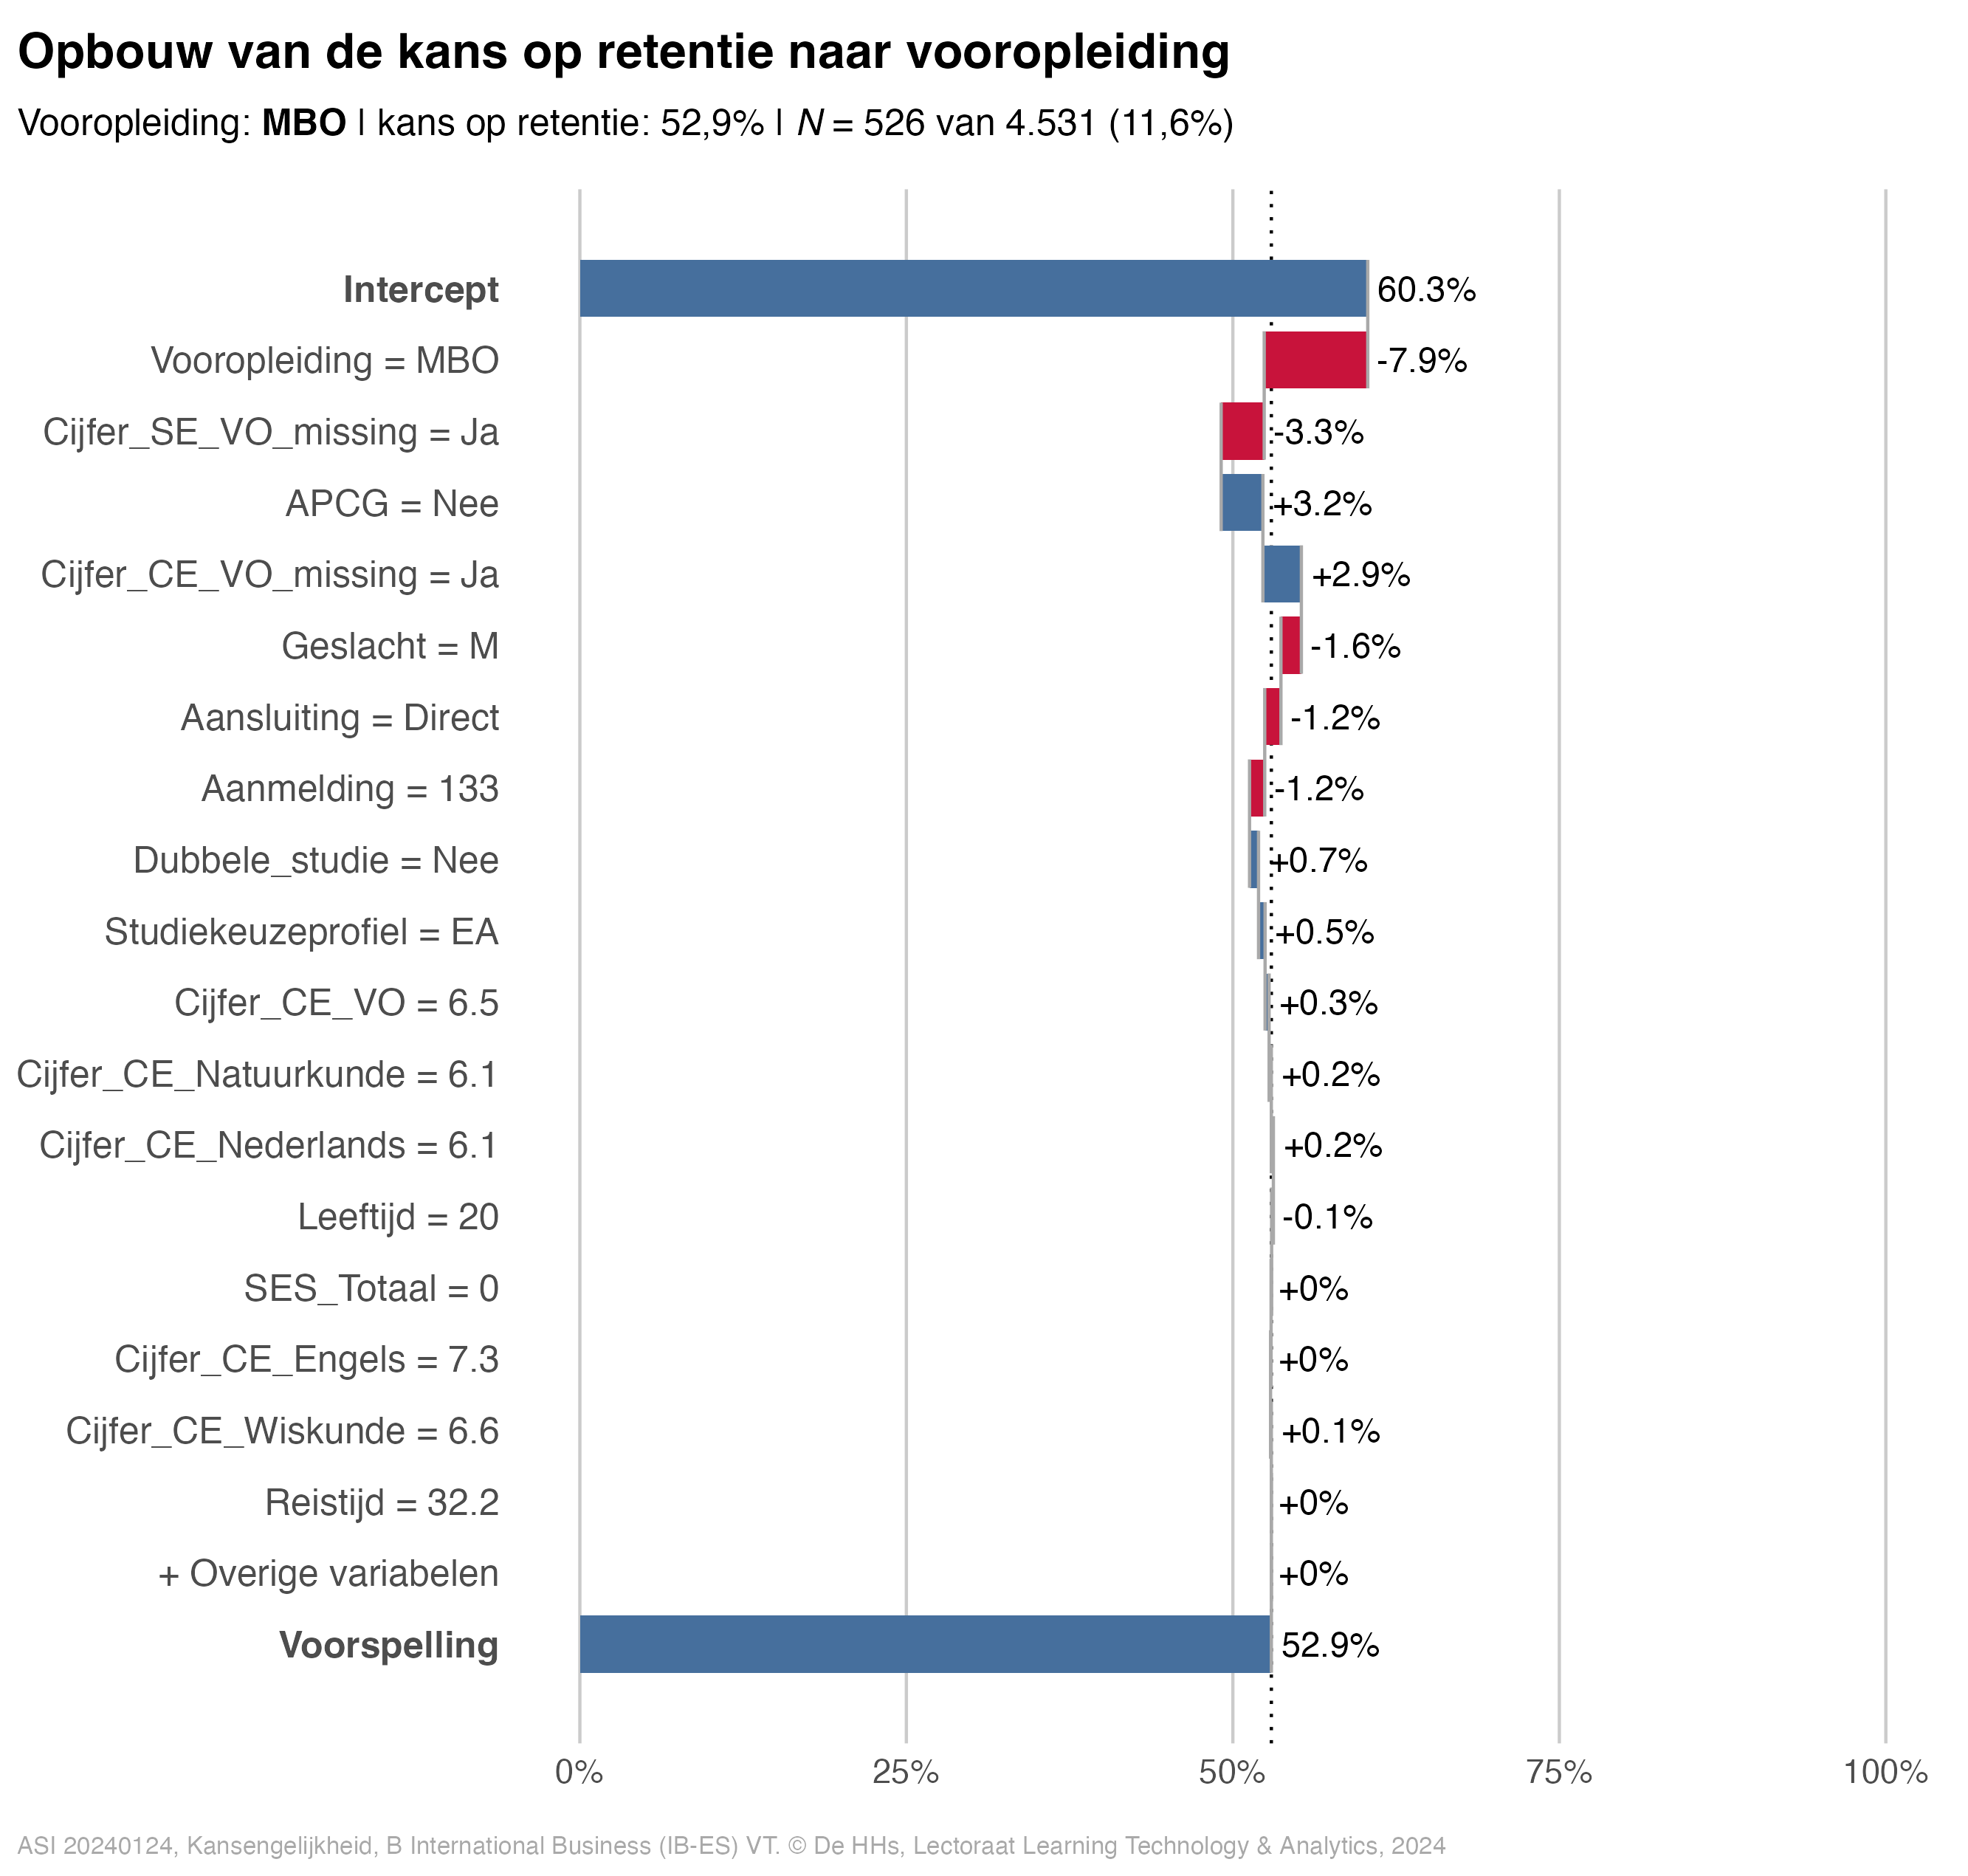 Opbouw van de kans op retentie naar vooropleiding
Vooropleiding: MBO | kans op retentie: 52,9% | N = 526 van 4.531 (11,6%)
Intercept 60.3%
Vooropleiding = MBO -7.9%
Cijfer_SE_VO_missing = Ja -3.3%
APCG = Nee +3.2%
Cijfer_CE_VO_missing = Ja +2.9%
Geslacht = M -1.6%
Aansluiting = Direct -1.2%
Aanmelding = 133 -1.2%
Dubbele_studie = Nee +0.7%
Studiekeuzeprofiel = EA +0.5%
Cijfer_CE_VO = 6.5 +0.3%
Cijfer_CE_Natuurkunde = 6.1 +0.2%
Cijfer_CE_Nederlands = 6.1 +0.2%
Leeftijd = 20 -0.1%
SES_Totaal = 0 +0%
Cijfer_CE_Engels = 7.3 +0%
Cijfer_CE_Wiskunde = 6.6 +0.1%
Reistijd = 32.2 +0%
+ Overige variabelen +0%
Voorspelling 52.9%
0% 25% 50% 75% 100%
ASI 20240124, Kansengelijkheid, B International Business (IB-ES) VT. © De HHs, Lectoraat Learning Technology & Analytics, 2024